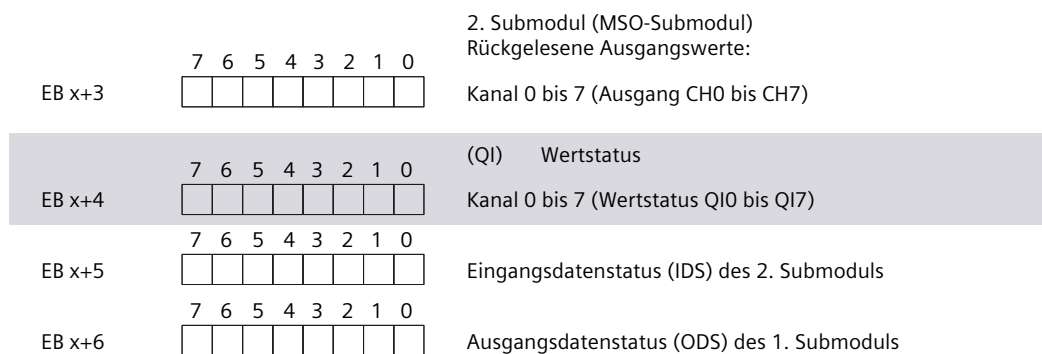 2. Submodul (MSO-Submodul)
Rückgelesene Ausgangswerte:
7 6 5 4 3 2 1 0
EB x+3 Kanal 0 bis 7 (Ausgang CH0 bis CH7)
(QI) Wertstatus
7 6 5 4 3 2 1 0
EB x+4 Kanal 0 bis 7 (Wertstatus QI0 bis QI7)
7 6 5 4 3 2 1 0
EB x+5 Eingangsdatenstatus (IDS) des 2. Submoduls
7 6 5 4 3 2 1 0
EB x+6 Ausgangsdatenstatus (ODS) des 1. Submoduls